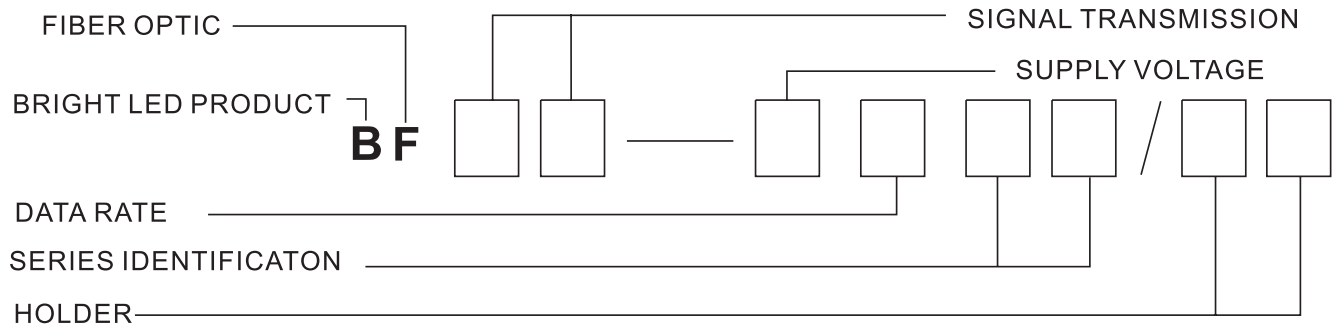 FIBER OPTIC
SIGNAL TRANSMISSION
SUPPLY VOLTAGE
BRIGHT LED PRODUCT
B F — /
DATA RATE
SERIES IDENTIFICATON
HOLDER